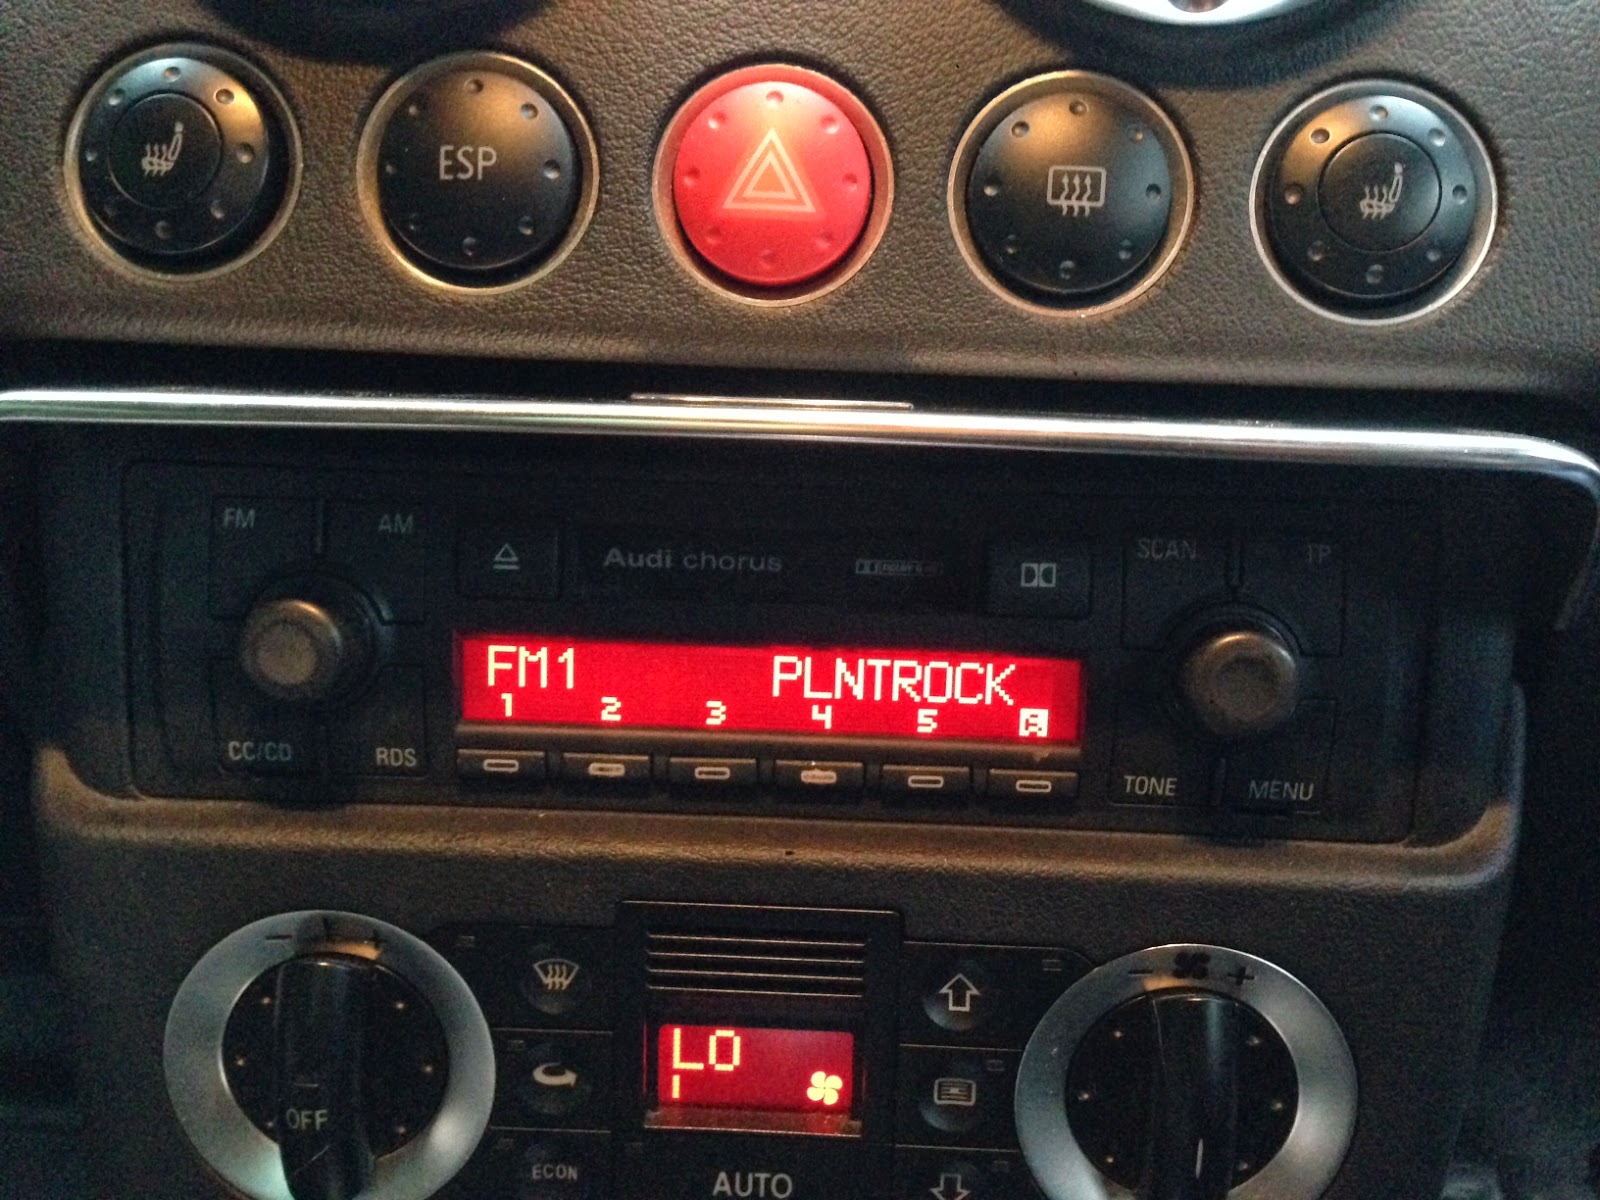 ESP
FM AM
Audi chorus
SCAN TP
FM1 PLNTROCK
1 2 3 4 5
CC/CD RDS
TONE MENU
- +
- +
LO
OFF
ECON
AUTO